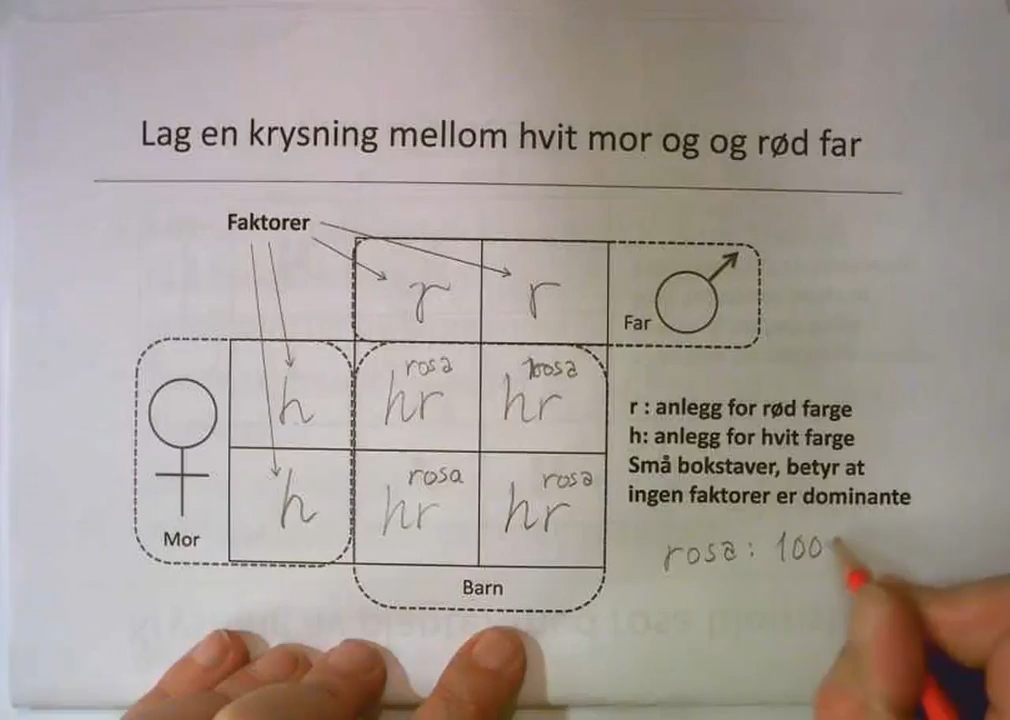 Lag en krysning mellom hvit mor og og rød far
Faktorer
r r
Far
rosa rosa
h hr hr
r : anlegg for rød farge
h: anlegg for hvit farge
Små bokstaver, betyr at
ingen faktorer er dominante
rosa rosa
h hr hr
Mor
rosa: 100
Barn